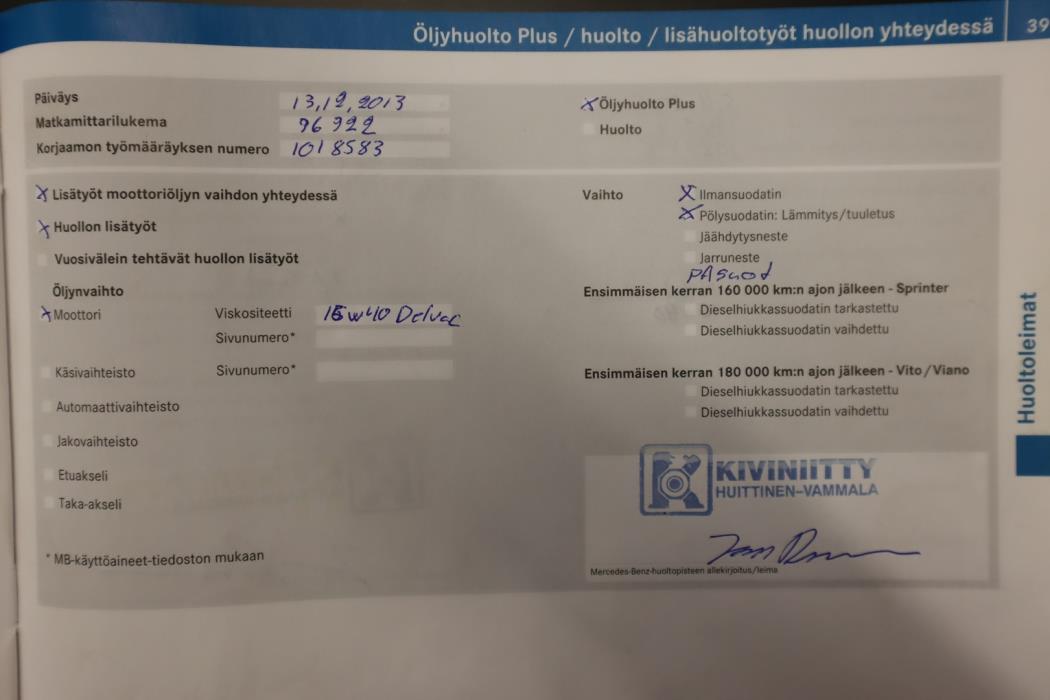 Öljyhuolto Plus / huolto / lisähuoltotyöt huollon yhteydessä 39
Päiväys 13,12,2013
Matkamittarilukema 96 922
Korjaamon työmääräyksen numero 1018583
X Öljyhuolto Plus
Huolto
X Lisätyöt moottoriöljyn vaihdon yhteydessä
X Huollon lisätyöt
Vuosivälein tehtävät huollon lisätyöt
Öljynvaihto
X Moottori Viskositeetti 15w40 Delvac
Sivunumero*
Käsivaihteisto Sivunumero*
Automaattivaihteisto
Jakovaihteisto
Etuakseli
Taka-akseli
* MB-käyttöaineet-tiedoston mukaan
Vaihto X Ilmansuodatin
X Pölysuodatin: Lämmitys/tuuletus
Jäähdytysneste
Jarruneste
PA suod
Ensimmäisen kerran 160 000 km:n ajon jälkeen - Sprinter
Dieselhiukkassuodatin tarkastettu
Dieselhiukkassuodatin vaihdettu
Ensimmäisen kerran 180 000 km:n ajon jälkeen - Vito/Viano
Dieselhiukkassuodatin tarkastettu
Dieselhiukkassuodatin vaihdettu
K KIVINIITTY
HUITTINEN-VAMMALA
Mercedes-Benz-huoltopisteen allekirjoitus/leima
Huoltoleimat